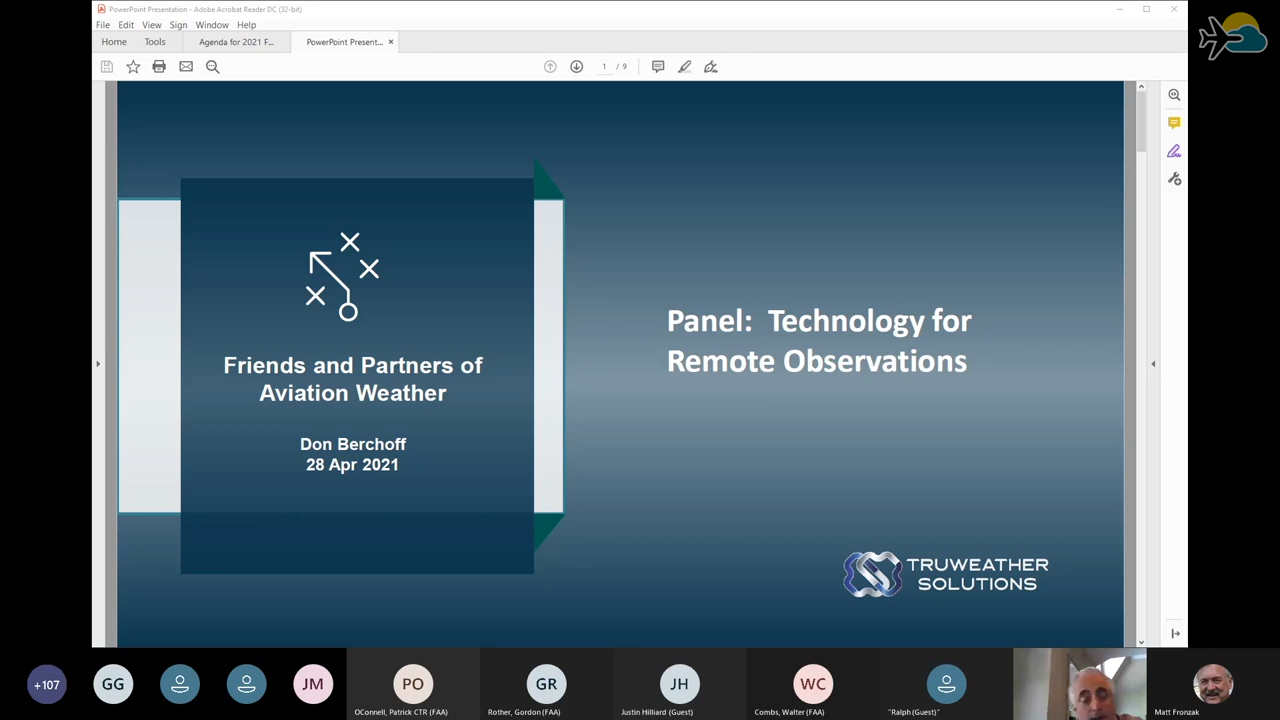 PowerPoint Presentation - Adobe Acrobat Reader DC (32-bit)
File Edit View Sign Window Help
Home Tools Agenda for 2021 F... PowerPoint Present... ×
1 / 9
Friends and Partners of
Aviation Weather
Don Berchoff
28 Apr 2021
Panel: Technology for
Remote Observations
TRUWEATHER
SOLUTIONS
+107 GG JM PO GR JH WC
OConnell, Patrick CTR (FAA) Rother, Gordon (FAA) Justin Hilliard (Guest) Combs, Walter (FAA) "Ralph (Guest)" Matt Fronzak